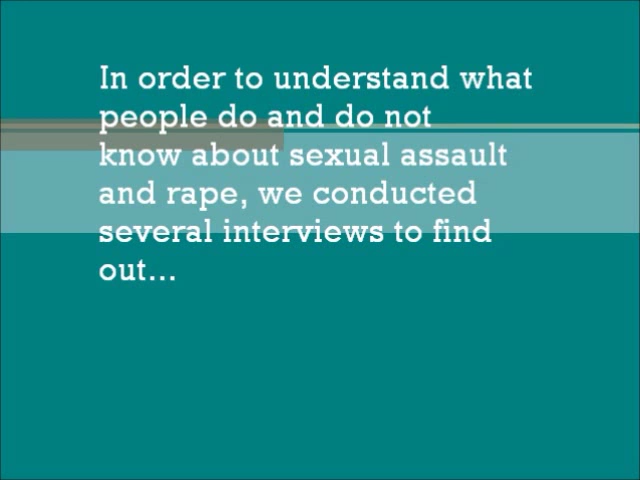 In order to understand what
people do and do not
know about sexual assault
and rape, we conducted
several interviews to find
out...